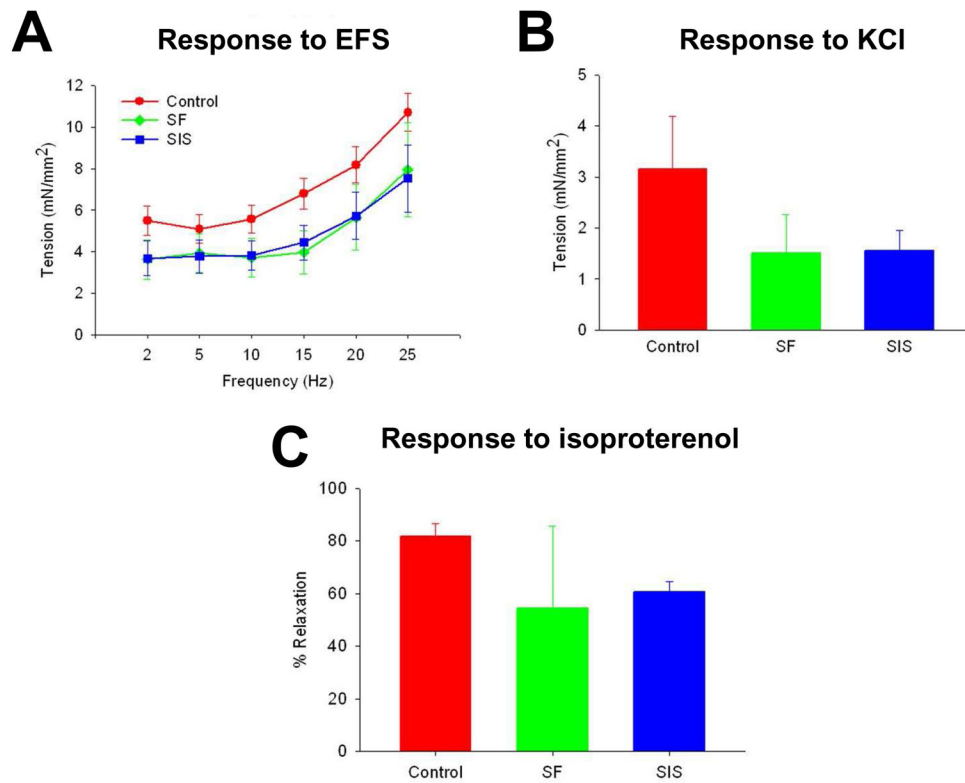 A
Response to EFS
12
10
8
6
4
2
0
Tension (mN/mm²)
Control
SF
SIS
2 5 10 15 20 25
Frequency (Hz)
B
Response to KCl
5
4
3
2
1
0
Tension (mN/mm²)
Control SF SIS
C
Response to isoproterenol
100
80
60
40
20
0
% Relaxation
Control SF SIS